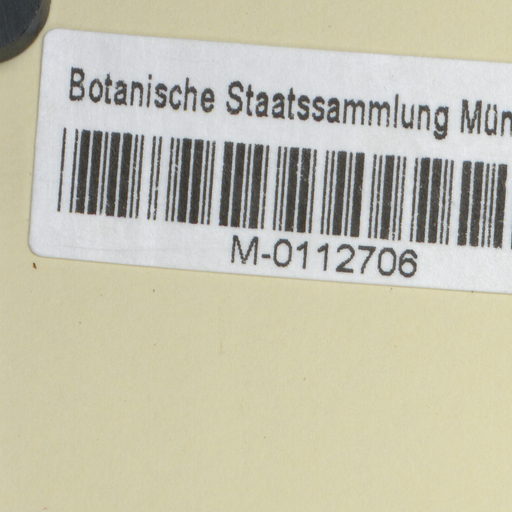 Botanische Staatssammlung Mün
M-0112706